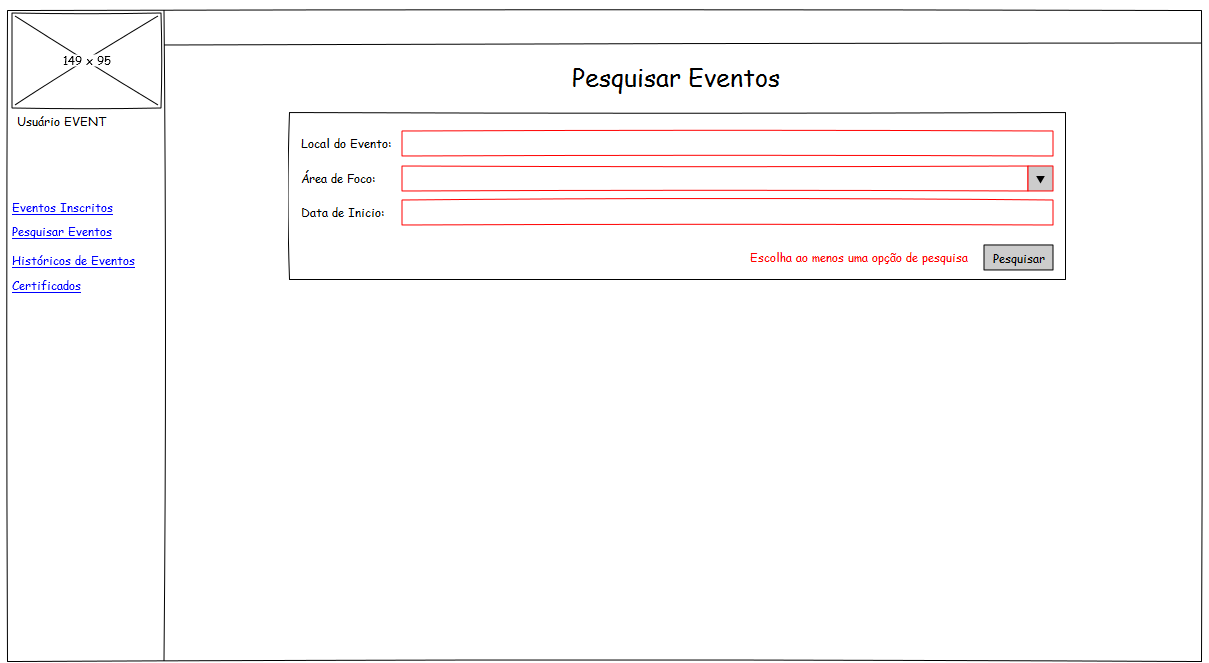 149 x 95
Usuário EVENT
Eventos Inscritos
Pesquisar Eventos
Históricos de Eventos
Certificados
Pesquisar Eventos
Local do Evento:
Área de Foco:
Data de Inicio:
Escolha ao menos uma opção de pesquisa
Pesquisar